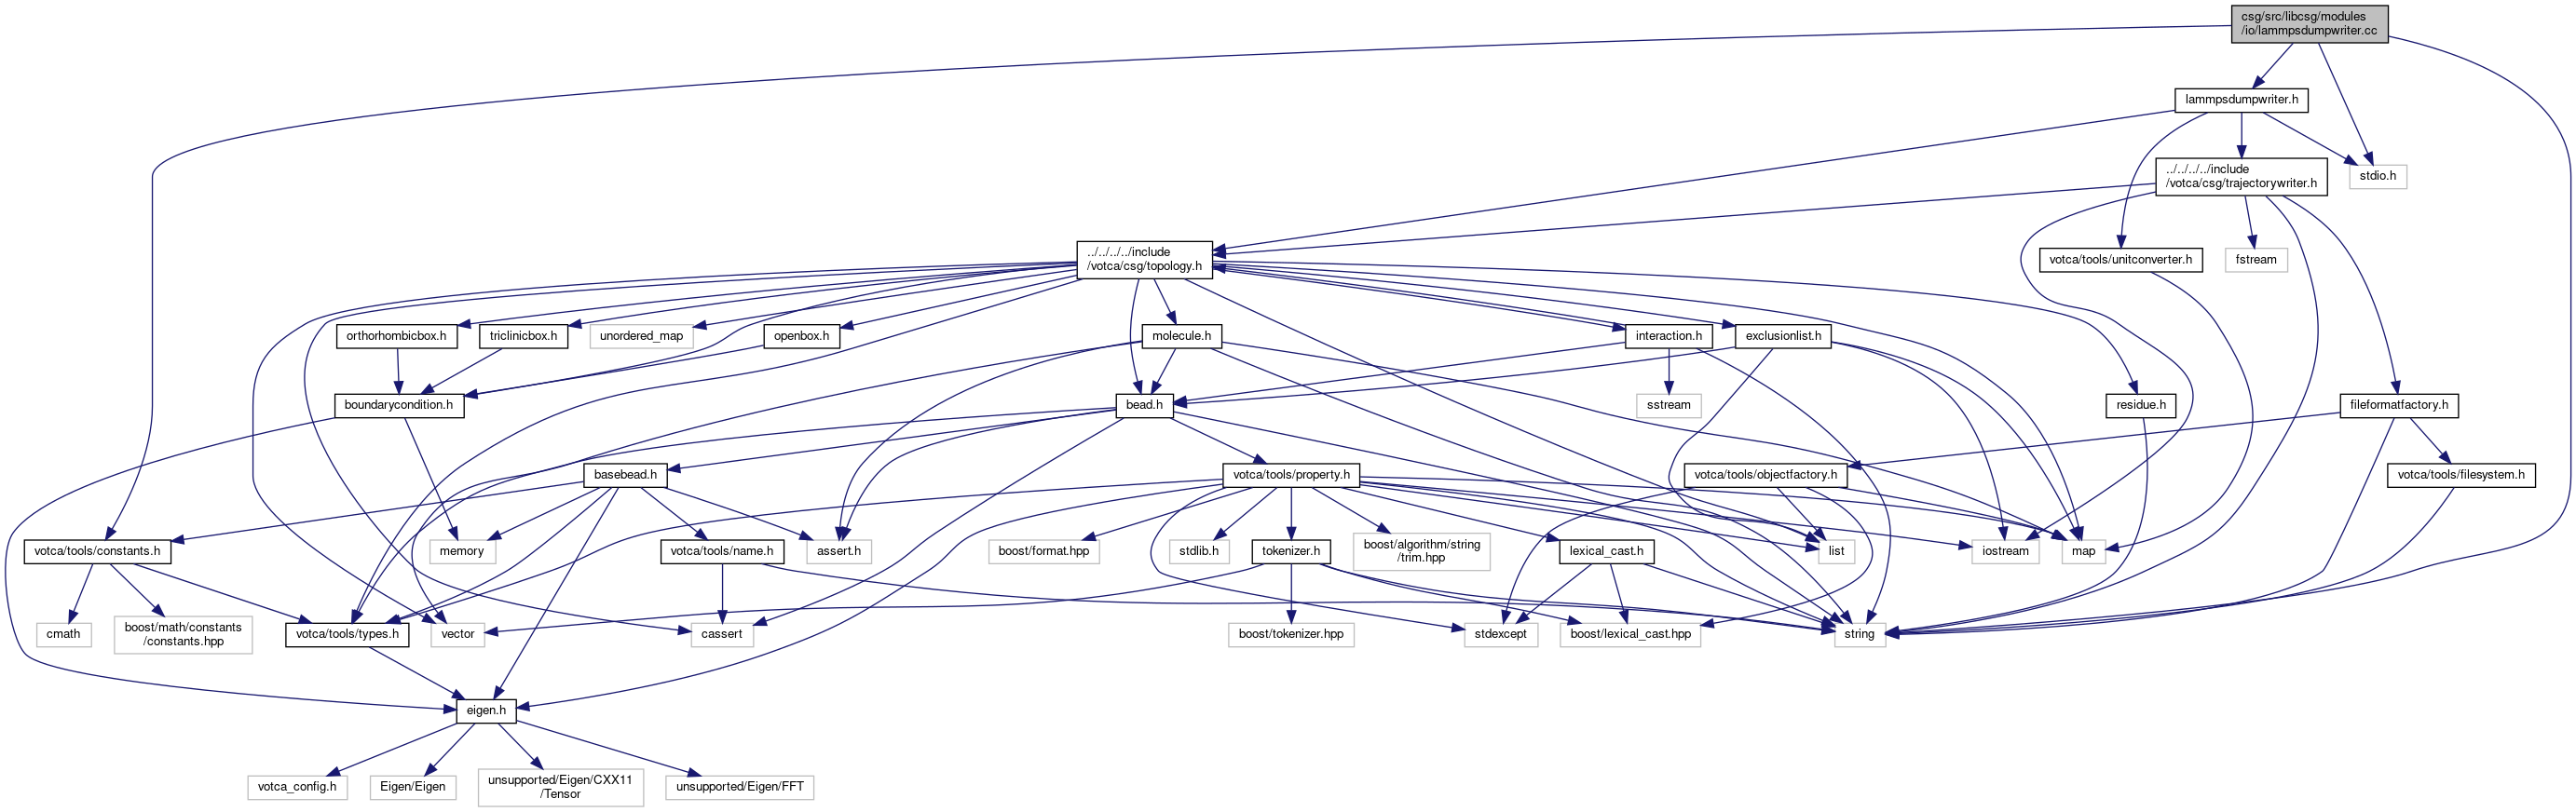 csg/src/libcsg/modules
/io/lammpsdumpwriter.cc
lammpsdumpwriter.h
../../../../include
/votca/csg/trajectorywriter.h
stdio.h
../../../../include
/votca/csg/topology.h
votca/tools/unitconverter.h
fstream
orthorhombicbox.h
triclinicbox.h
unordered_map
openbox.h
molecule.h
interaction.h
exclusionlist.h
boundarycondition.h
bead.h
sstream
residue.h
fileformatfactory.h
basebead.h
votca/tools/property.h
votca/tools/objectfactory.h
votca/tools/filesystem.h
votca/tools/constants.h
memory
votca/tools/name.h
assert.h
boost/format.hpp
stdlib.h
tokenizer.h
boost/algorithm/string
/trim.hpp
lexical_cast.h
list
iostream
map
cmath
boost/math/constants
/constants.hpp
votca/tools/types.h
vector
cassert
boost/tokenizer.hpp
stdexcept
boost/lexical_cast.hpp
string
eigen.h
votca_config.h
Eigen/Eigen
unsupported/Eigen/CXX11
/Tensor
unsupported/Eigen/FFT